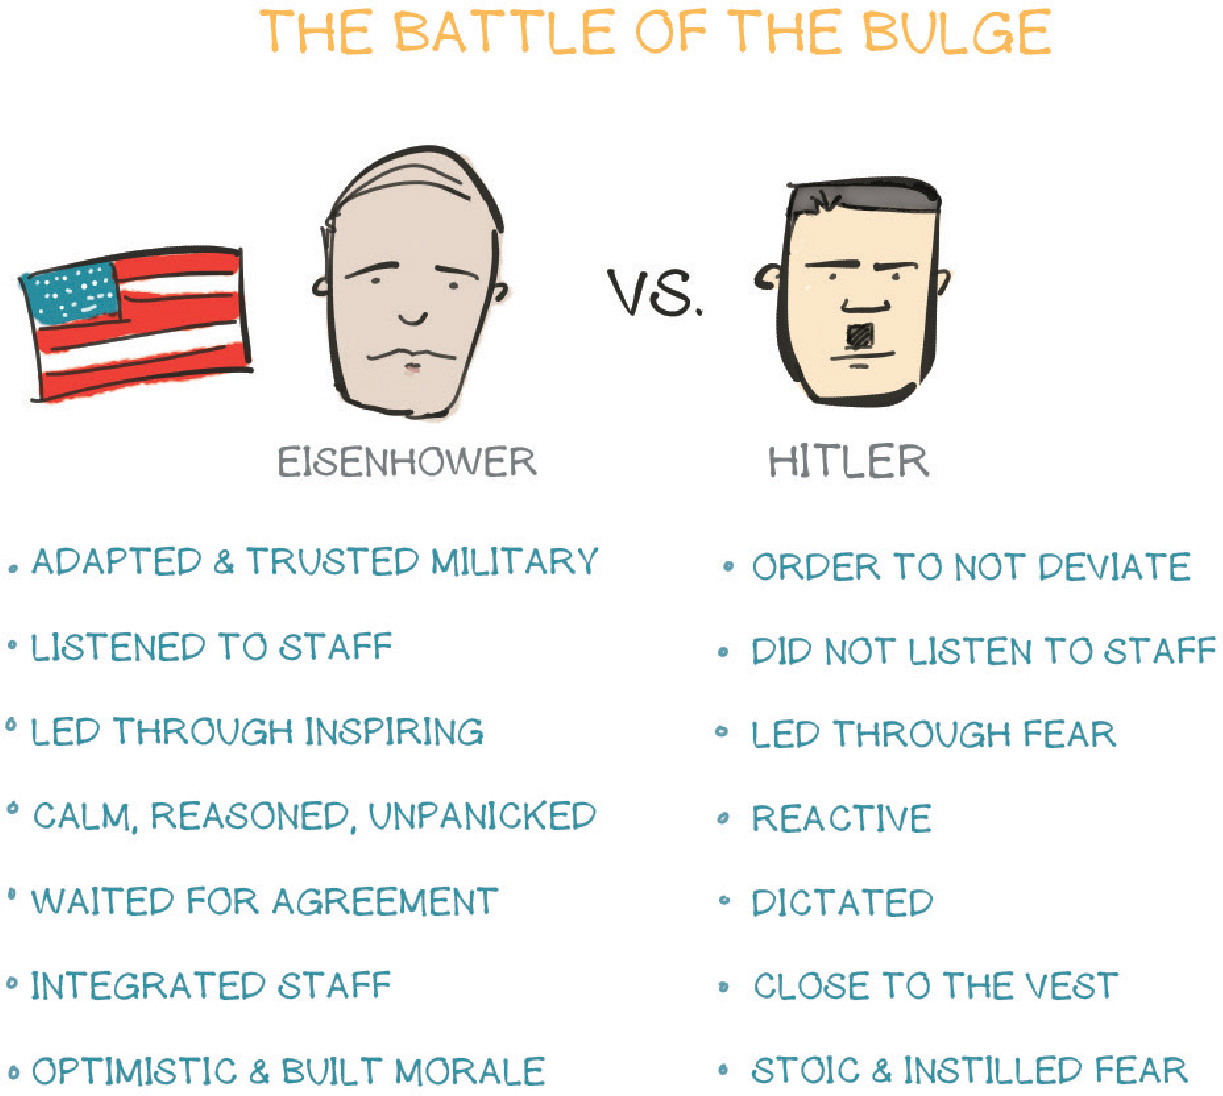 THE BATTLE OF THE BULGE
VS.
EISENHOWER
HITLER
• ADAPTED & TRUSTED MILITARY
• LISTENED TO STAFF
• LED THROUGH INSPIRING
• CALM, REASONED, UNPANICKED
• WAITED FOR AGREEMENT
• INTEGRATED STAFF
• OPTIMISTIC & BUILT MORALE
• ORDER TO NOT DEVIATE
• DID NOT LISTEN TO STAFF
• LED THROUGH FEAR
• REACTIVE
• DICTATED
• CLOSE TO THE VEST
• STOIC & INSTILLED FEAR